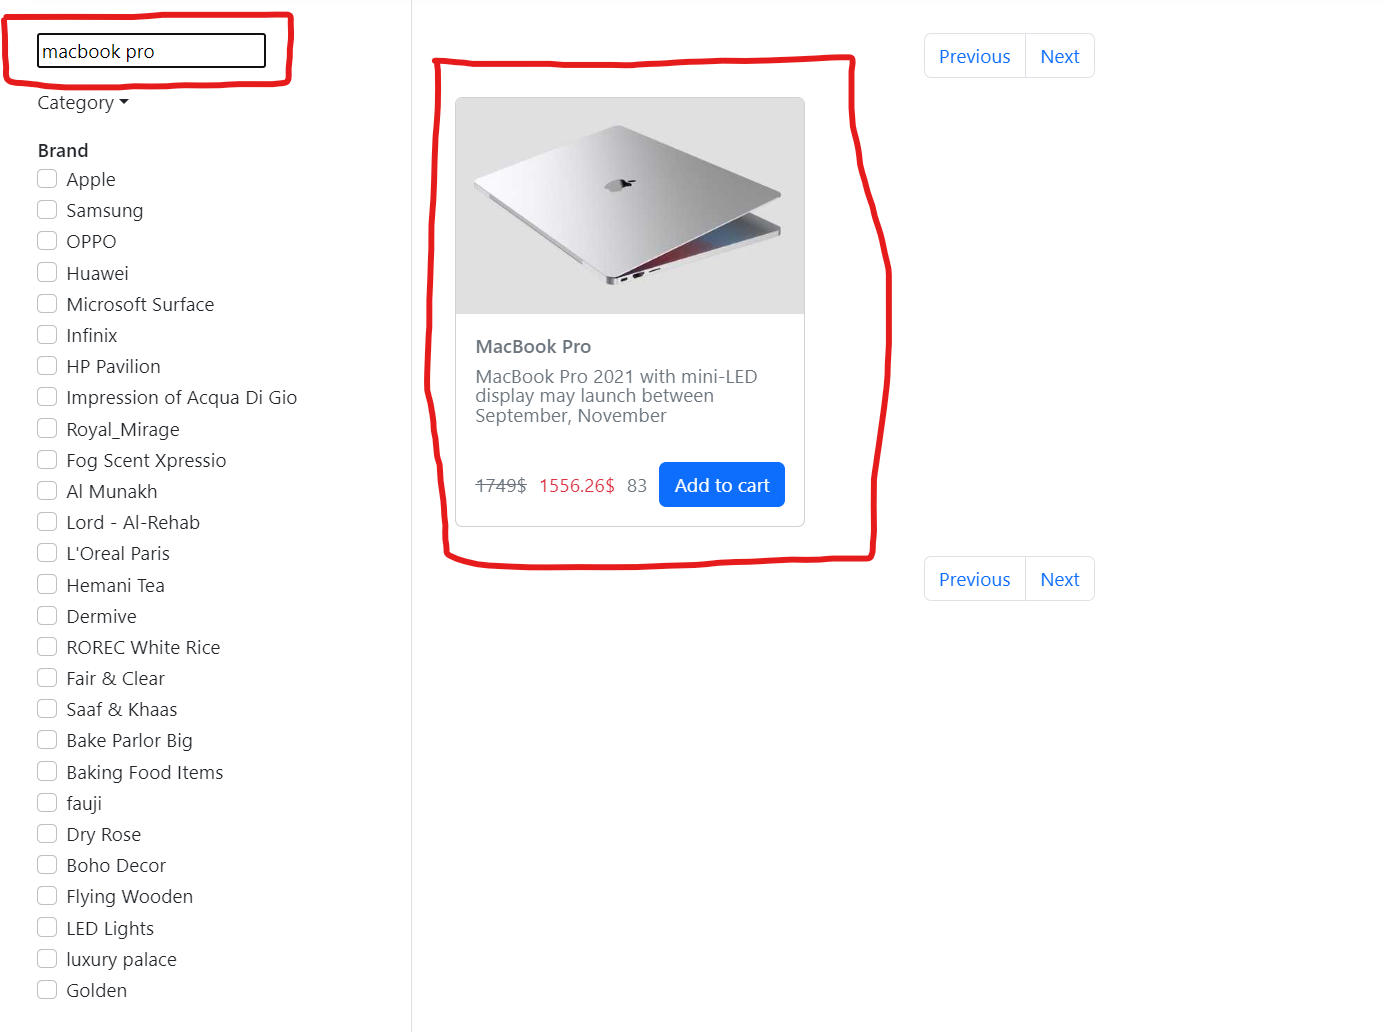 macbook pro
Category
Brand
Apple
Samsung
OPPO
Huawei
Microsoft Surface
Infinix
HP Pavilion
Impression of Acqua Di Gio
Royal_Mirage
Fog Scent Xpressio
Al Munakh
Lord - Al-Rehab
L'Oreal Paris
Hemani Tea
Dermive
ROREC White Rice
Fair & Clear
Saaf & Khaas
Bake Parlor Big
Baking Food Items
fauji
Dry Rose
Boho Decor
Flying Wooden
LED Lights
luxury palace
Golden
Previous Next
MacBook Pro
MacBook Pro 2021 with mini-LED
display may launch between
September, November
1749$ 1556.26$ 83 Add to cart
Previous Next